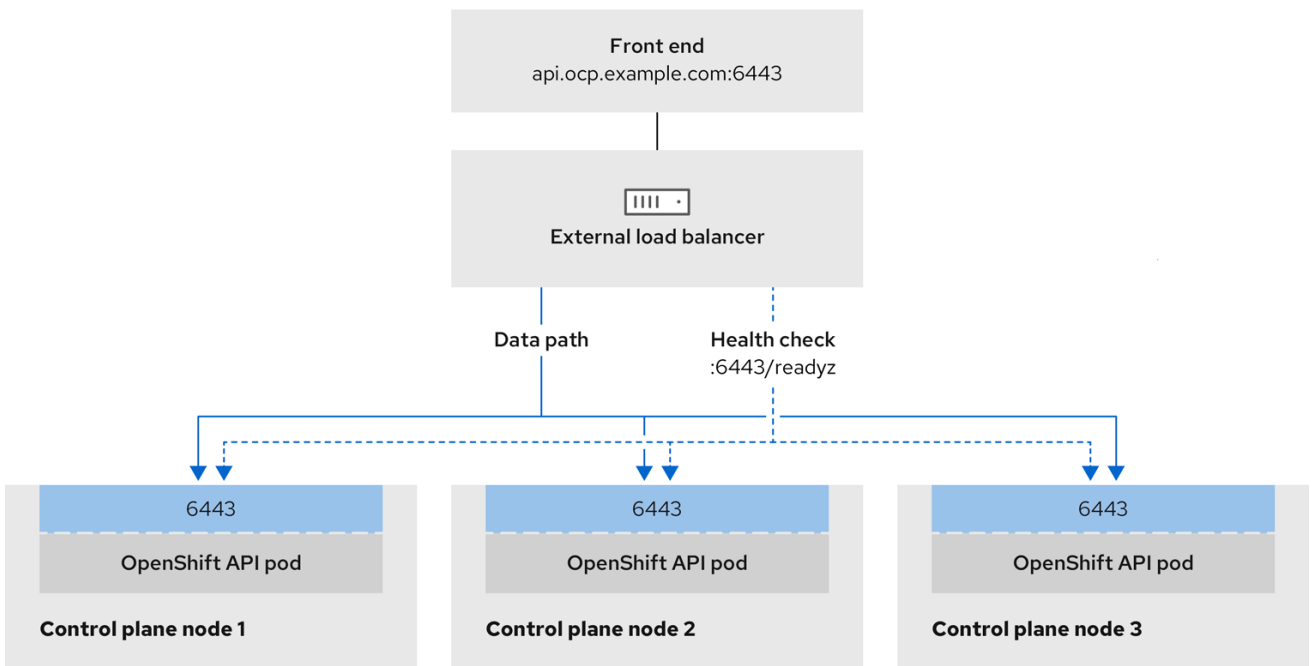 Front end
api.ocp.example.com:6443
External load balancer
Data path
Health check
:6443/readyz
6443
6443
6443
OpenShift API pod
OpenShift API pod
OpenShift API pod
Control plane node 1
Control plane node 2
Control plane node 3